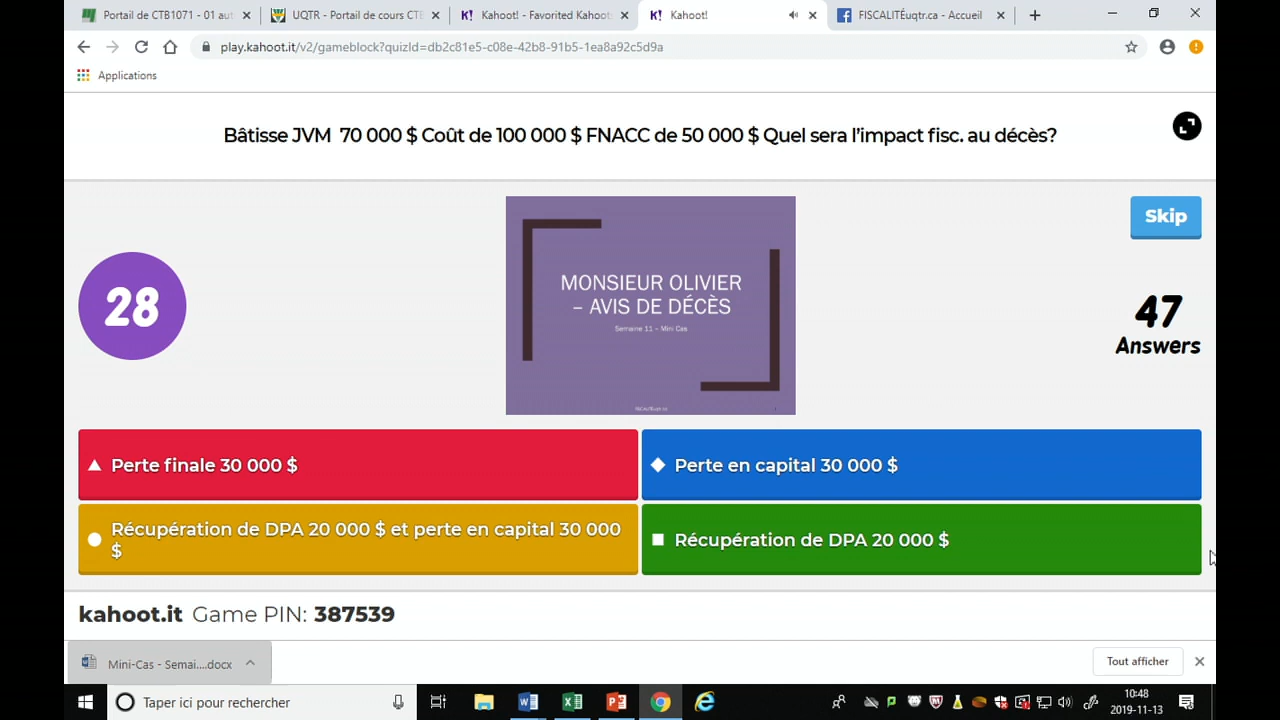 Portail de CTB1071 - 01 aut
UQTR - Portail de cours CTE
Kahoot! - Favorited Kahoots
Kahoot!
FISCALITÉuqtr.ca - Accueil
play.kahoot.it/v2/gameblock?quizId=db2c81e5-c08e-42b8-91b5-1ea8a92c5d9a
Applications
Bâtisse JVM 70 000 $ Coût de 100 000 $ FNACC de 50 000 $ Quel sera l'impact fisc. au décès?
Skip
28
MONSIEUR OLIVIER
– AVIS DE DÉCÈS
Semaine 11 – Mini Cas
47
Answers
Perte finale 30 000 $
Perte en capital 30 000 $
Récupération de DPA 20 000 $ et perte en capital 30 000
$
Récupération de DPA 20 000 $
kahoot.it Game PIN: 387539
Mini-Cas - Semai....docx
Tout afficher
Taper ici pour rechercher
10:48
2019-11-13